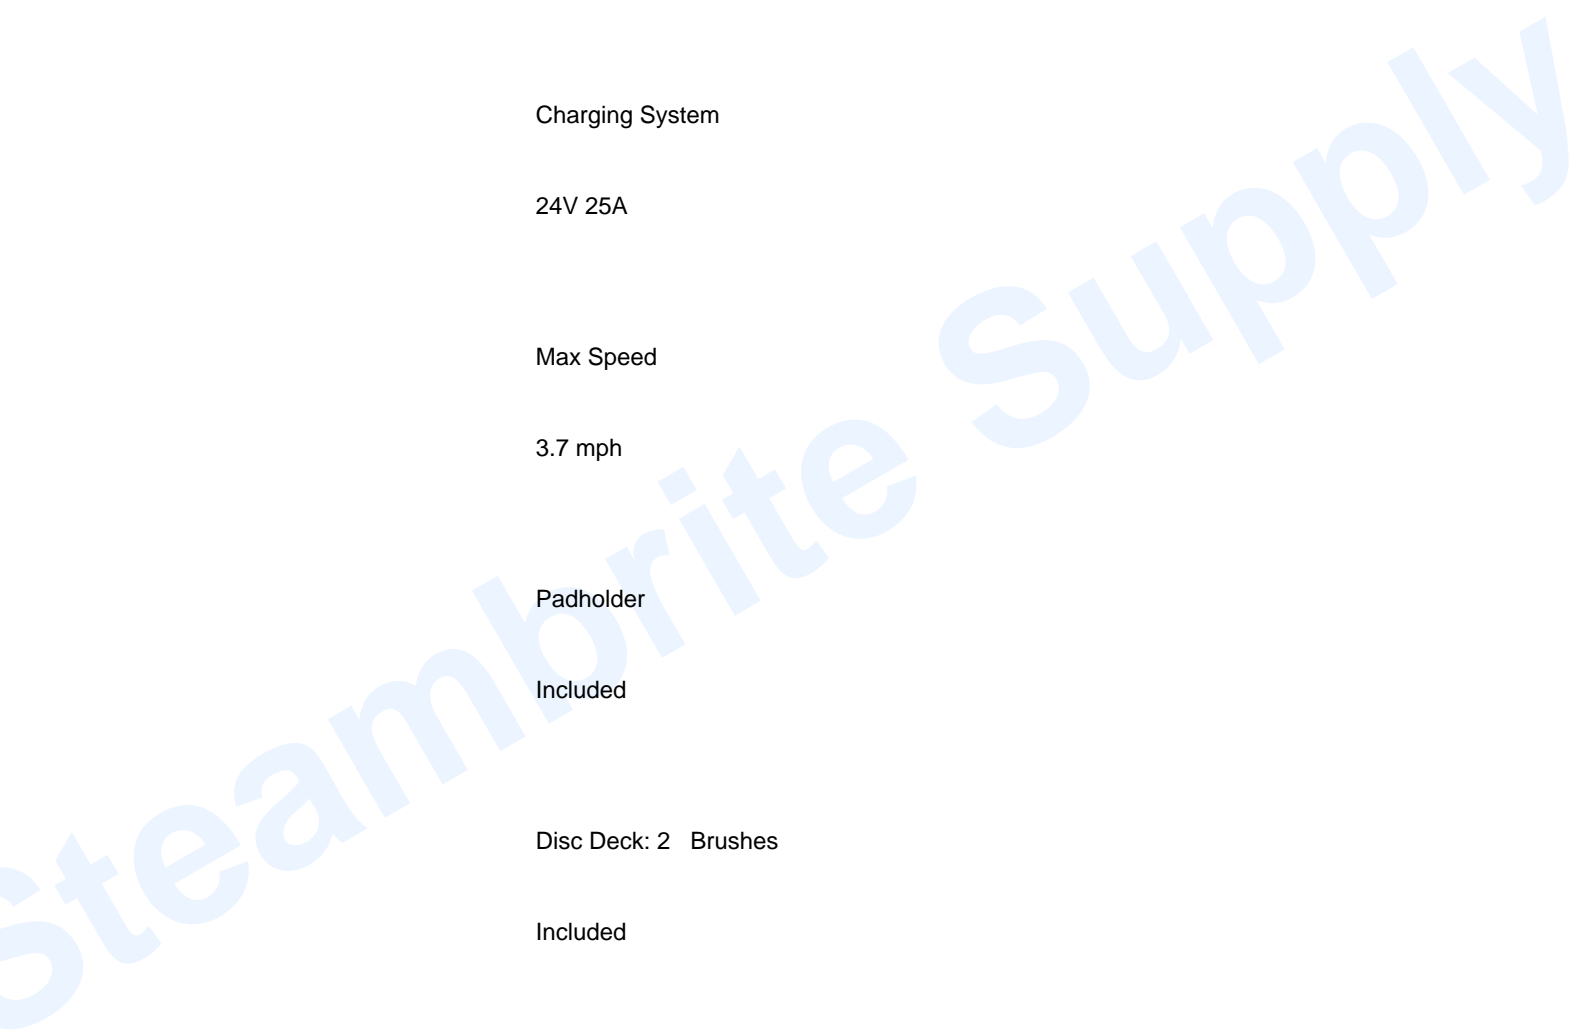 Charging System
24V 25A
Max Speed
3.7 mph
Padholder
Included
Disc Deck: 2   Brushes
Included
Steambrite Supply